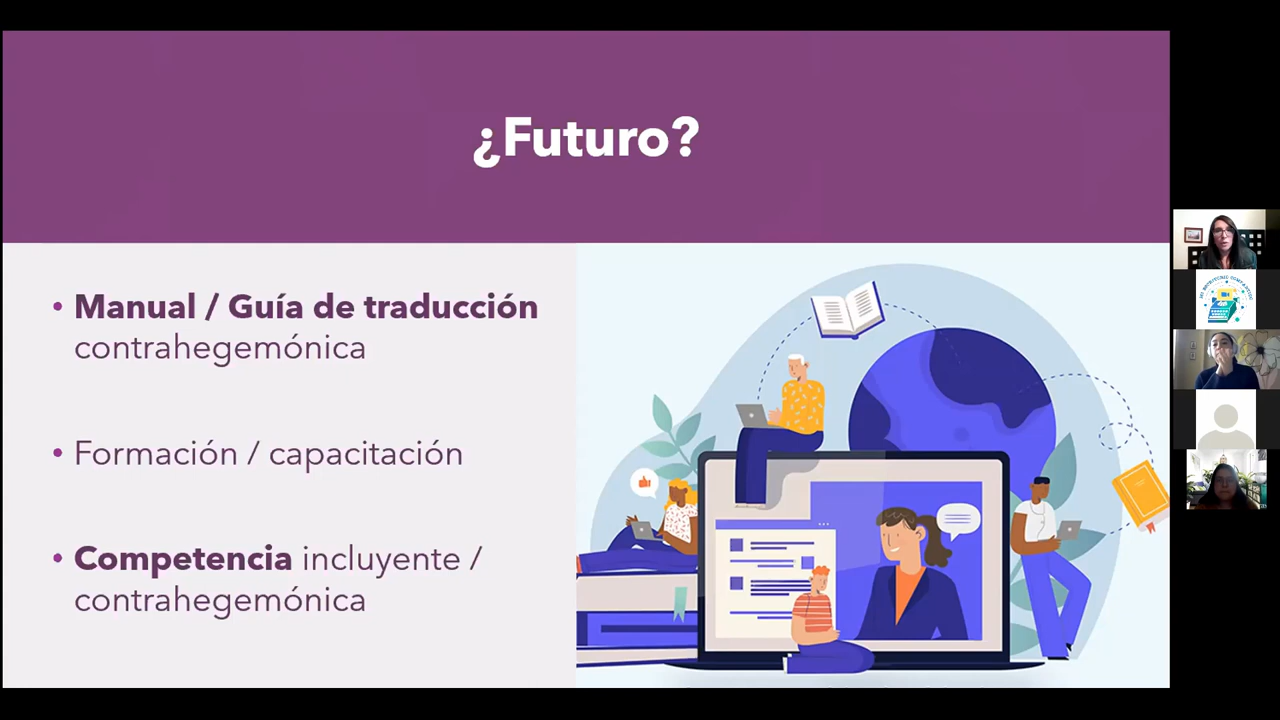 ¿Futuro?
• Manual / Guía de traducción
contrahegemónica
• Formación / capacitación
• Competencia incluyente /
contrahegemónica